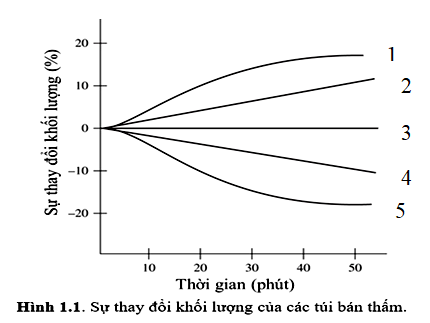 Sự thay đổi khối lượng (%)
20
10
0
−10
−20
1
2
3
4
5
10 20 30 40 50
Thời gian (phút)
Hình 1.1. Sự thay đổi khối lượng của các túi bán thấm.